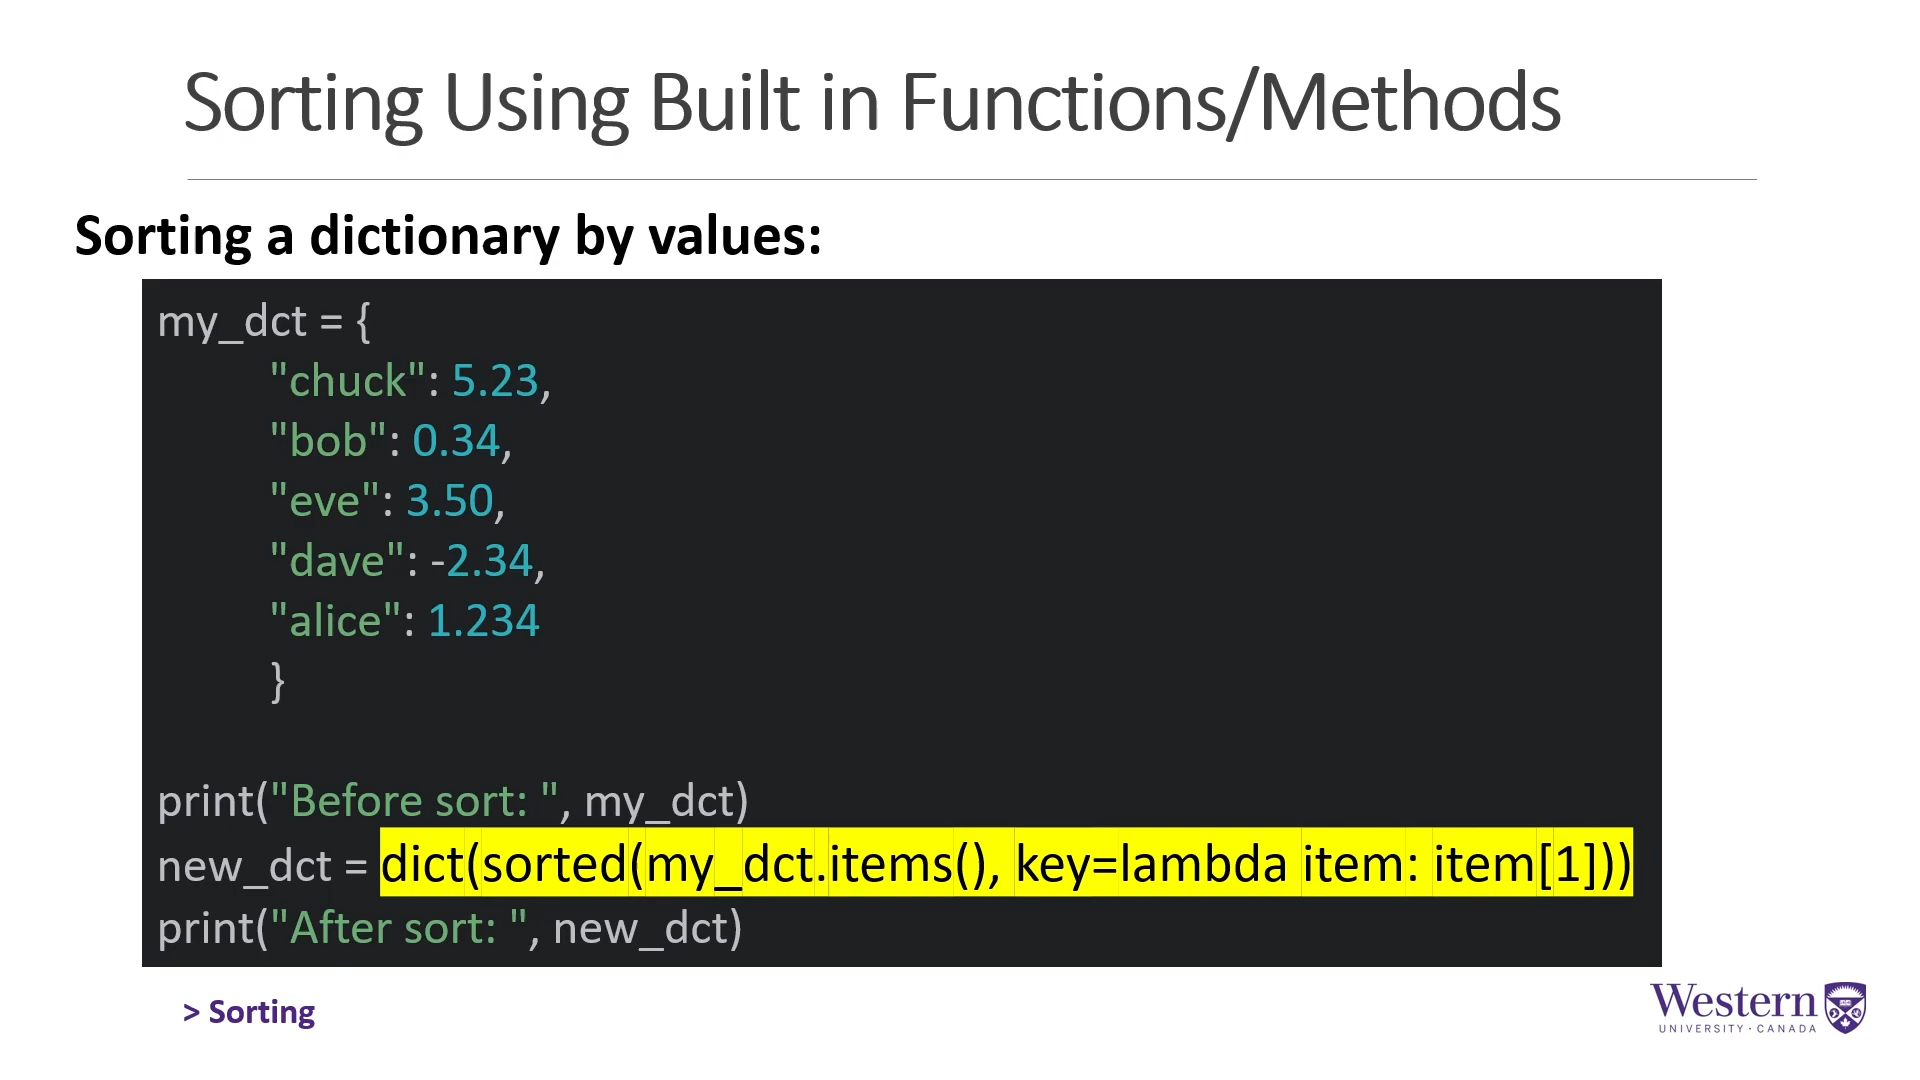 Sorting Using Built in Functions/Methods
Sorting a dictionary by values:
my_dct = {
"chuck": 5.23,
"bob": 0.34,
"eve": 3.50,
"dave": -2.34,
"alice": 1.234
}
print("Before sort: ", my_dct)
new_dct = dict(sorted(my_dct.items(), key=lambda item: item[1]))
print("After sort: ", new_dct)
> Sorting
Western
UNIVERSITY · CANADA